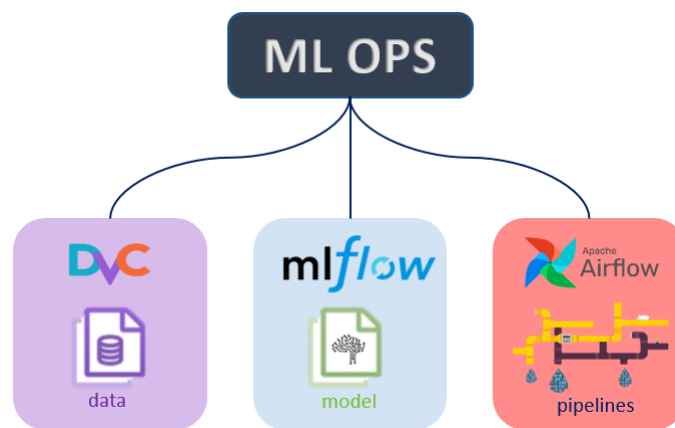 ML OPS
DVC
data
mlflow
model
Apache
Airflow
pipelines